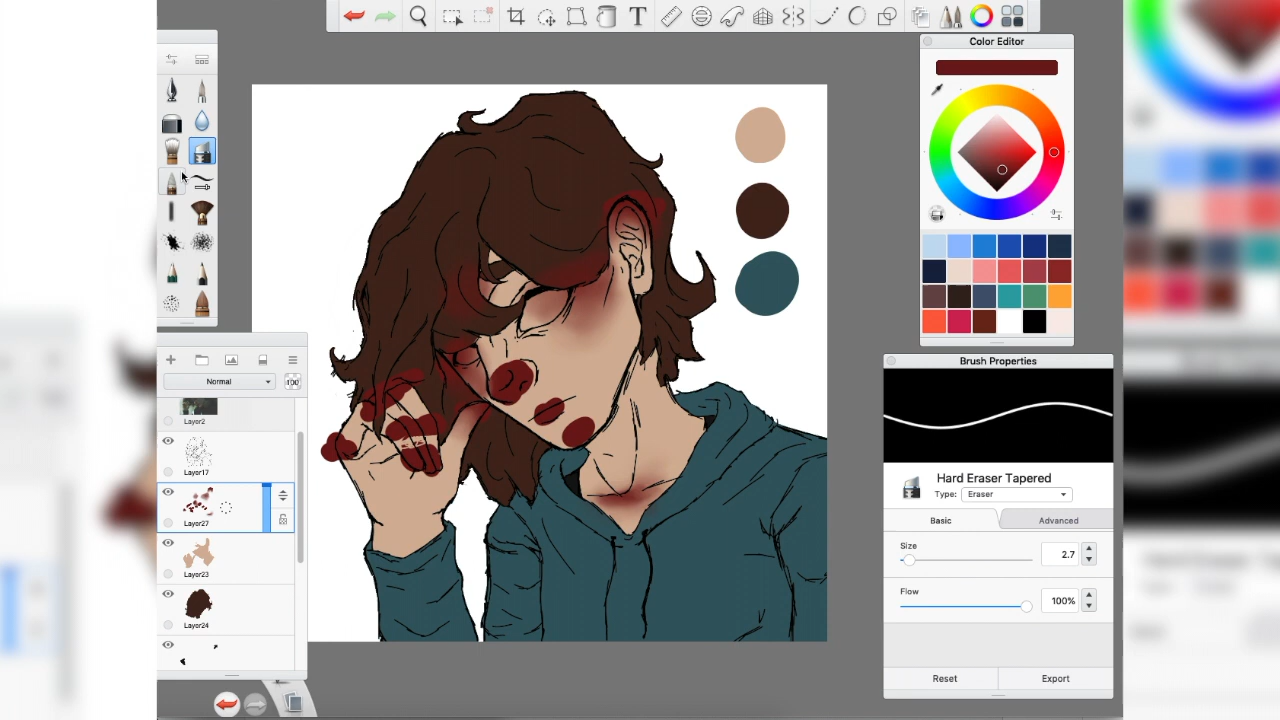 Color Editor
Normal
100
Layer2
Layer17
Layer27
Layer23
Layer24
Brush Properties
Hard Eraser Tapered
Type: Eraser
Basic
Advanced
Size
2.7
Flow
100%
Reset
Export